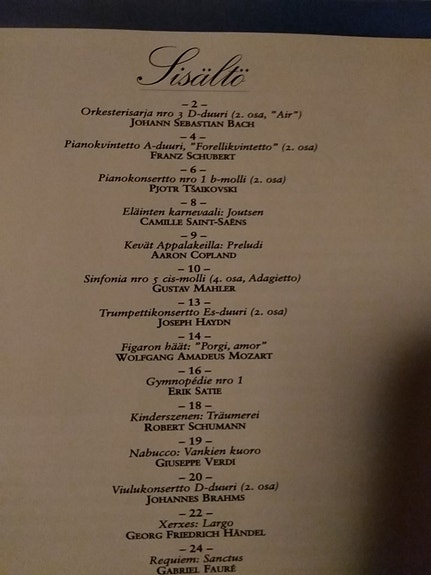 Sisältö
– 2 –
Orkesterisarja nro 3 D-duuri (2. osa, "Air")
JOHANN SEBASTIAN BACH
– 4 –
Pianokvintetto A-duuri, "Forellikvintetto" (2. osa)
FRANZ SCHUBERT
– 6 –
Pianokonsertto nro 1 b-molli (2. osa)
PJOTR TŠAIKOVSKI
– 8 –
Eläinten karnevaali: Joutsen
CAMILLE SAINT-SAËNS
– 9 –
Kevät Appalakeilla: Preludi
AARON COPLAND
– 10 –
Sinfonia nro 5 cis-molli (4. osa, Adagietto)
GUSTAV MAHLER
– 13 –
Trumpettikonsertto Es-duuri (2. osa)
JOSEPH HAYDN
– 14 –
Figaron häät: "Porgi, amor"
WOLFGANG AMADEUS MOZART
– 16 –
Gymnopédie nro 1
ERIK SATIE
– 18 –
Kinderszenen: Träumerei
ROBERT SCHUMANN
– 19 –
Nabucco: Vankien kuoro
GIUSEPPE VERDI
– 20 –
Viulukonsertto D-duuri (2. osa)
JOHANNES BRAHMS
– 22 –
Xerxes: Largo
GEORG FRIEDRICH HÄNDEL
– 24 –
Requiem: Sanctus
GABRIEL FAURÉ